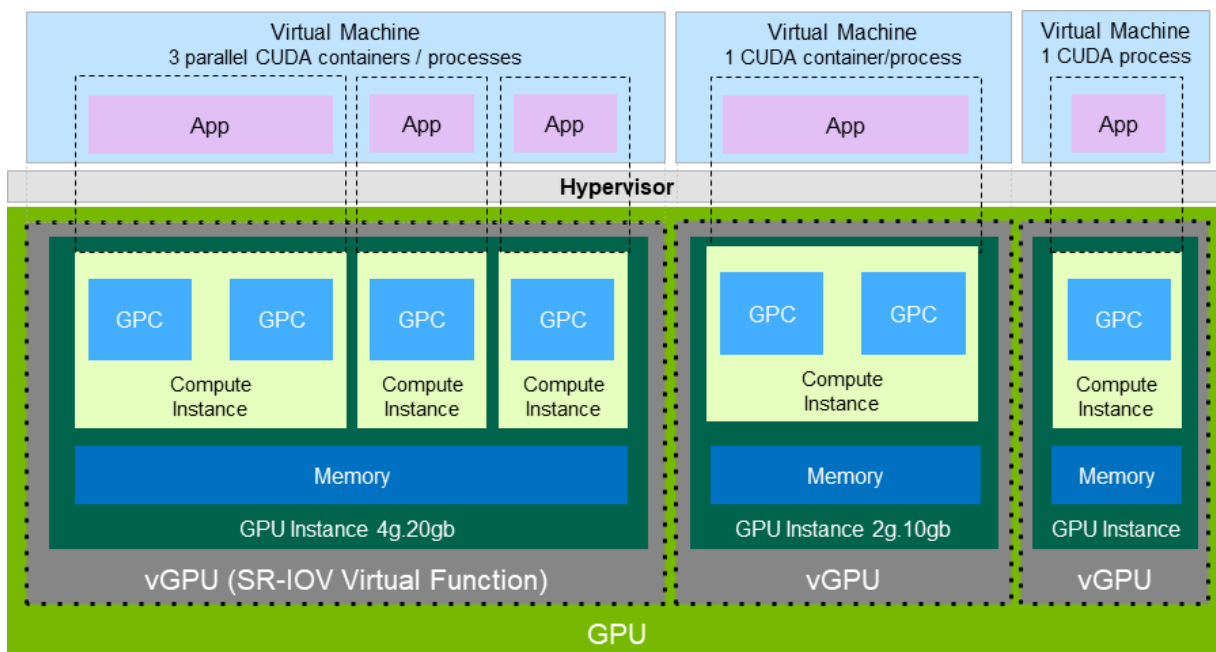 Virtual Machine
3 parallel CUDA containers / processes
Virtual Machine
1 CUDA container/process
Virtual Machine
1 CUDA process
App
App
App
App
App
Hypervisor
GPC
GPC
GPC
GPC
GPC
GPC
GPC
Compute
Instance
Compute
Instance
Compute
Instance
Compute
Instance
Compute
Instance
Memory
Memory
Memory
GPU Instance 4g.20gb
GPU Instance 2g.10gb
GPU Instance
vGPU (SR-IOV Virtual Function)
vGPU
vGPU
GPU